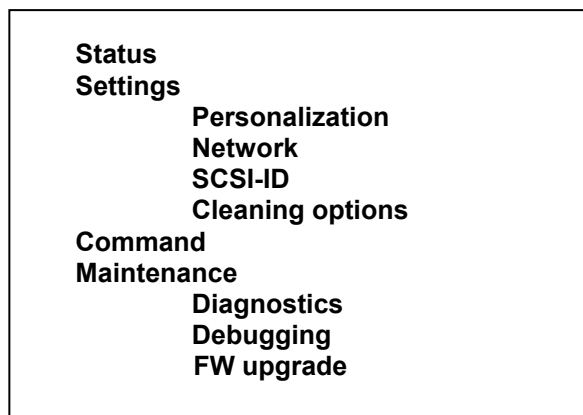 Status
Settings
Personalization
Network
SCSI-ID
Cleaning options
Command
Maintenance
Diagnostics
Debugging
FW upgrade